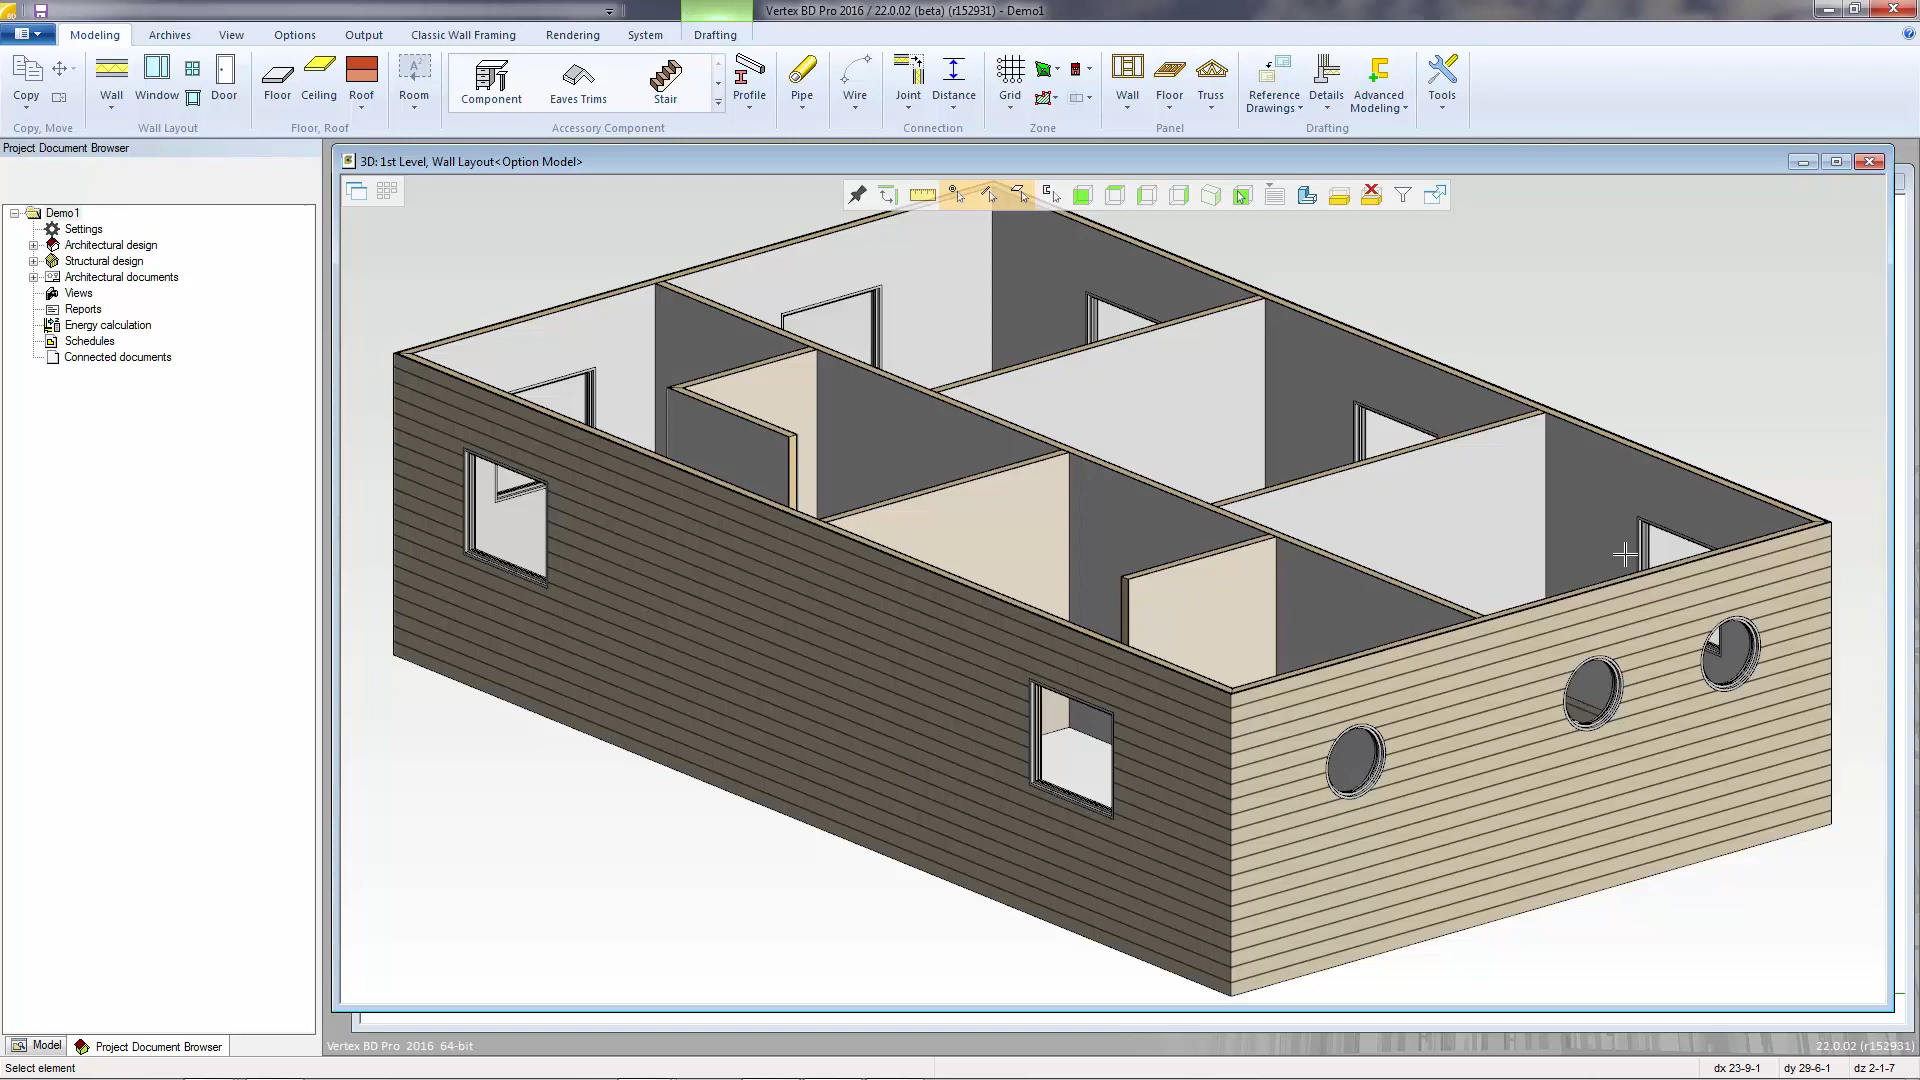 Vertex BD Pro 2016 / 22.0.02 (beta) (r152931) - Demo1
Modeling Archives View Options Output Classic Wall Framing Rendering System Drafting
Copy Wall Window Door Floor Ceiling Roof Room Component Eaves Trims Stair Profile Pipe Wire Joint Distance Grid Wall Floor Truss Reference Drawings Details Advanced Modeling Tools
Copy, Move Wall Layout Floor, Roof Accessory Component Connection Zone Panel Drafting
Project Document Browser
3D: 1st Level, Wall Layout<Option Model>
Demo1
Settings
Architectural design
Structural design
Architectural documents
Views
Reports
Energy calculation
Schedules
Connected documents
Model Project Document Browser
Vertex BD Pro 2016 64-bit
22.0.02 (r152931)
Select element
dx 23-9-1 dy 29-6-1 dz 2-1-7